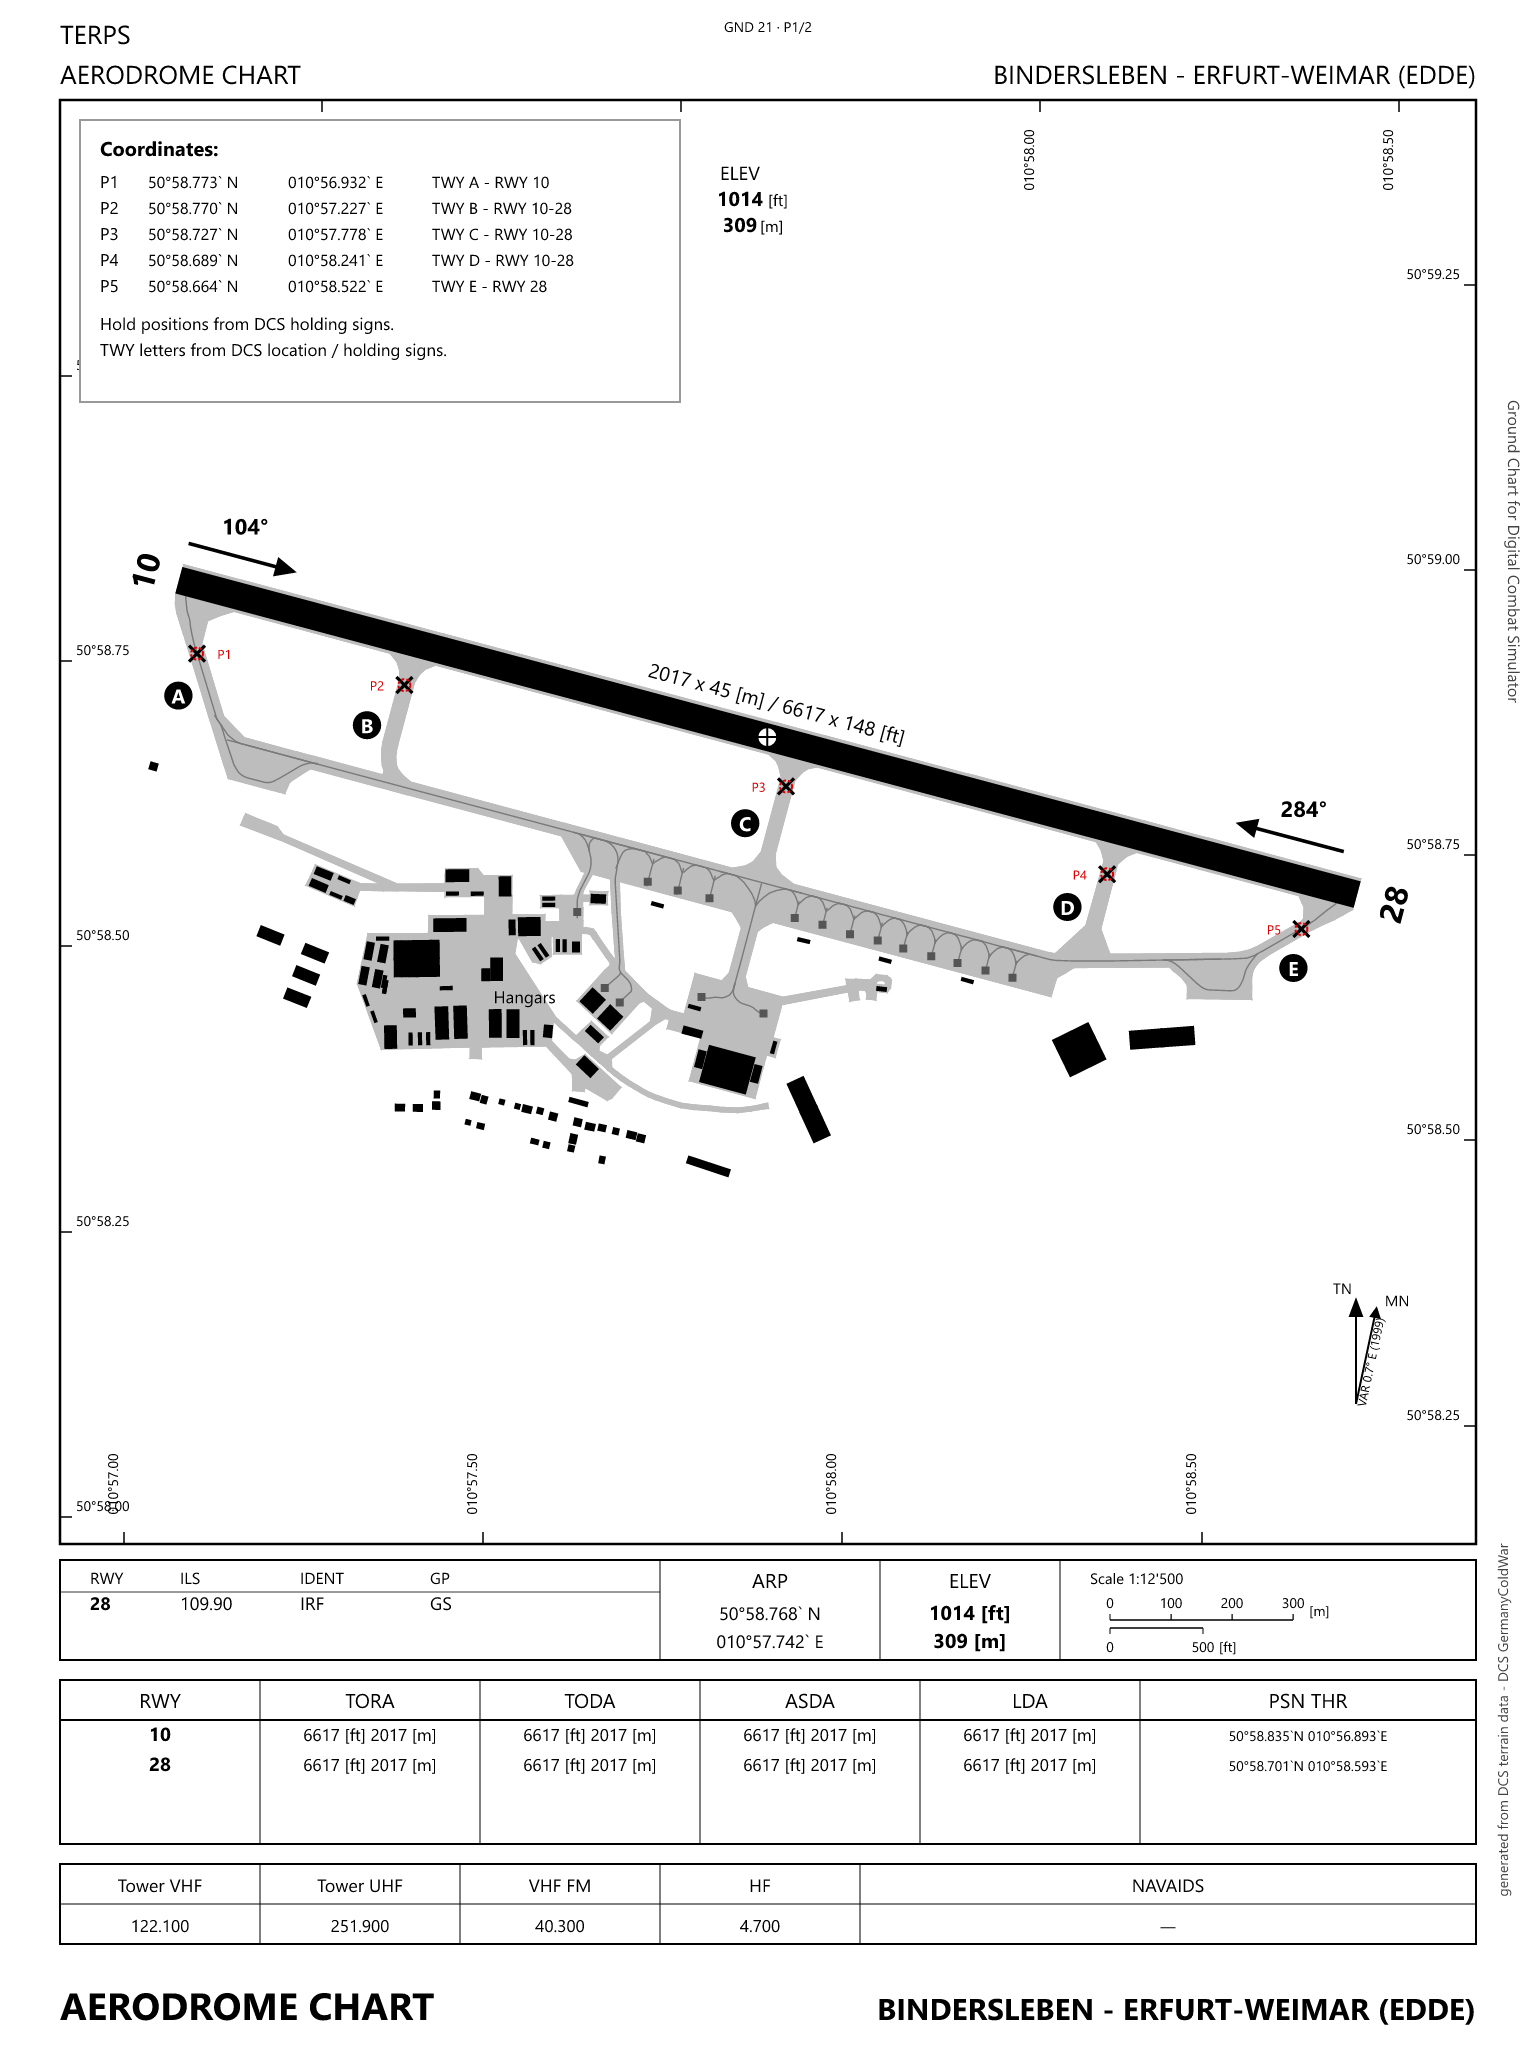 TERPS
GND 21 · P1/2
AERODROME CHART
BINDERSLEBEN - ERFURT-WEIMAR (EDDE)
Coordinates:
P1 50°58.773` N 010°56.932` E TWY A - RWY 10
P2 50°58.770` N 010°57.227` E TWY B - RWY 10-28
P3 50°58.727` N 010°57.778` E TWY C - RWY 10-28
P4 50°58.689` N 010°58.241` E TWY D - RWY 10-28
P5 50°58.664` N 010°58.522` E TWY E - RWY 28
Hold positions from DCS holding signs.
TWY letters from DCS location / holding signs.
ELEV
1014 [ft]
309 [m]
010°58.00
010°58.50
50°59.25
Ground Chart for Digital Combat Simulator
104°
10
50°59.00
50°58.75
P1
A
P2
B
2017 x 45 [m] / 6617 x 148 [ft]
P3
C
284°
50°58.75
P4
D
28
P5
E
50°58.50
Hangars
50°58.50
50°58.25
TN
MN
VAR 0.7° E (1999)
50°58.25
50°58.00
010°57.00
010°57.50
010°58.00
010°58.50
RWY ILS IDENT GP
28 109.90 IRF GS
ARP
50°58.768` N
010°57.742` E
ELEV
1014 [ft]
309 [m]
Scale 1:12'500
0 100 200 300 [m]
0 500 [ft]
generated from DCS terrain data - DCS GermanyColdWar
RWY TORA TODA ASDA LDA PSN THR
10 6617 [ft] 2017 [m] 6617 [ft] 2017 [m] 6617 [ft] 2017 [m] 6617 [ft] 2017 [m] 50°58.835`N 010°56.893`E
28 6617 [ft] 2017 [m] 6617 [ft] 2017 [m] 6617 [ft] 2017 [m] 6617 [ft] 2017 [m] 50°58.701`N 010°58.593`E
Tower VHF Tower UHF VHF FM HF NAVAIDS
122.100 251.900 40.300 4.700 —
AERODROME CHART
BINDERSLEBEN - ERFURT-WEIMAR (EDDE)